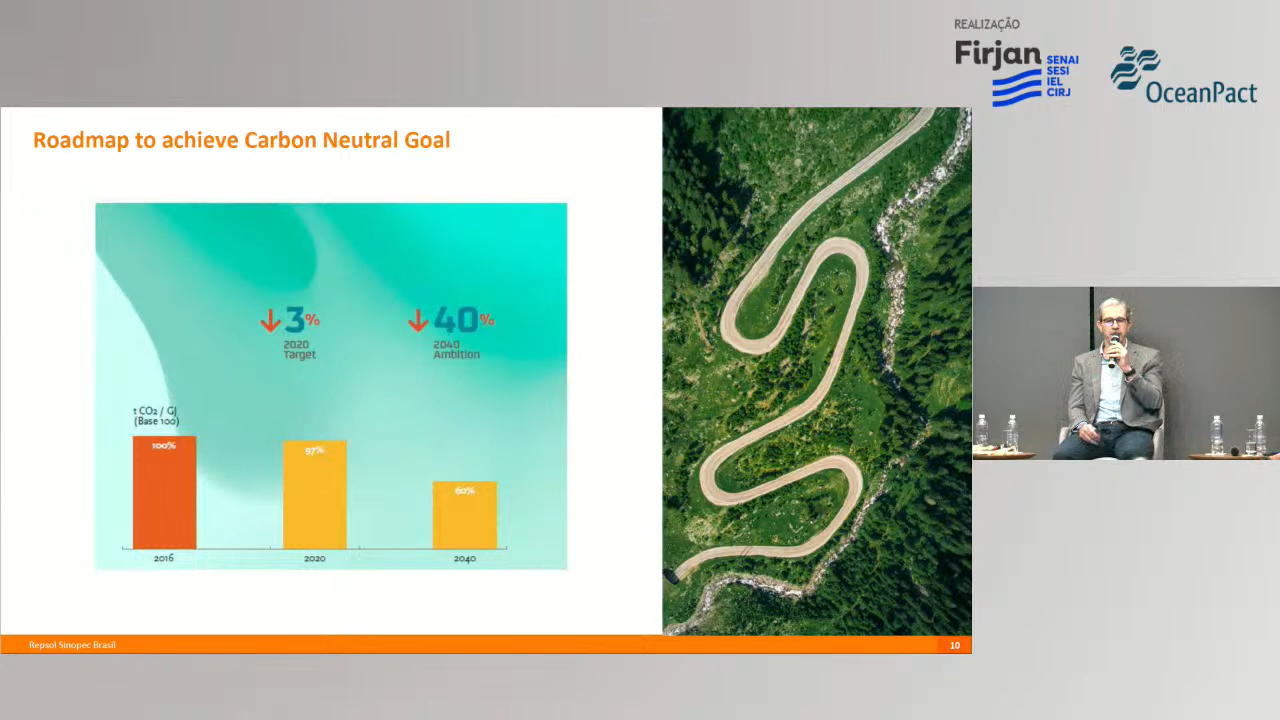 REALIZAÇÃO
Firjan
SENAI
SESI
IEL
CIRJ
OceanPact
Roadmap to achieve Carbon Neutral Goal
3%
2020
Target
40%
2040
Ambition
t CO2 / GJ
(Base 100)
100%
97%
60%
2016
2020
2040
Repsol Sinopec Brasil
10